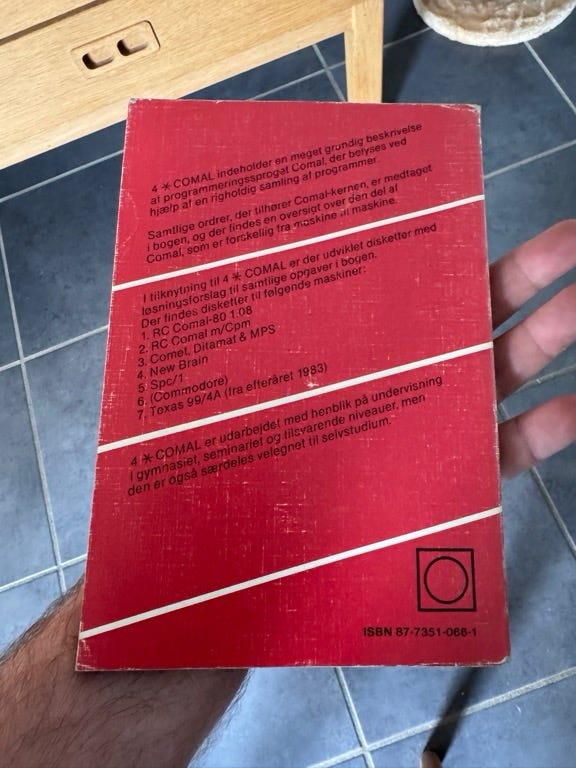 4 * COMAL indeholder en meget grundig beskrivelse
af programmeringssproget Comal, der belyses ved
hjælp af en righoldig samling af programmer.
Samtlige ordrer, der tilhører Comal-kernen, er medtaget
i bogen, og der findes en oversigt over den del af
Comal, som er forskellig fra maskine til maskine.
I tilknytning til 4 * COMAL er der udviklet disketter med
løsningsforslag til samtlige opgaver i bogen.
Der findes disketter til følgende maskiner:
1. RC Comal-80 1.08
2. RC Comal m/Cpm
3. Comet, Ditamat & MPS
4. New Brain
5. Spc/1
6. (Commodore)
7. Texas 99/4A (fra efteråret 1983)
4 * COMAL er udarbejdet med henblik på undervisning
i gymnasiet, seminariet og tilsvarende niveauer, men
den er også særdeles velegnet til selvstudium.
ISBN 87-7351-066-1